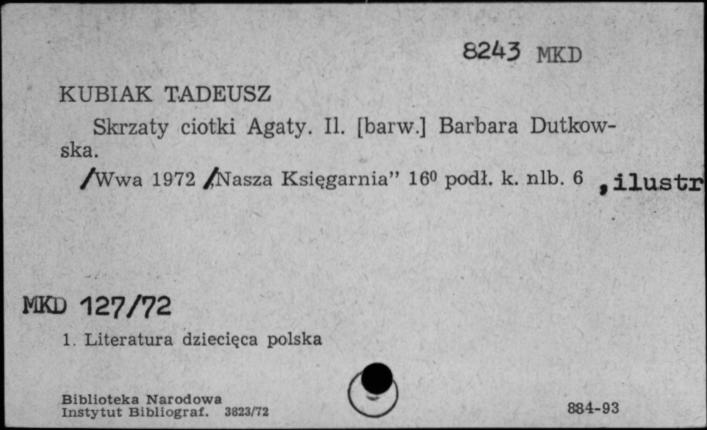 8243 MKD
KUBIAK TADEUSZ
Skrzaty ciotki Agaty. Il. [barw.] Barbara Dutkow-
ska.
/Wwa 1972 /„Nasza Księgarnia” 16⁰ podł. k. nlb. 6 , ilustr
MKD 127/72
1. Literatura dziecięca polska
Biblioteka Narodowa
Instytut Bibliograf. 3823/72
884-93